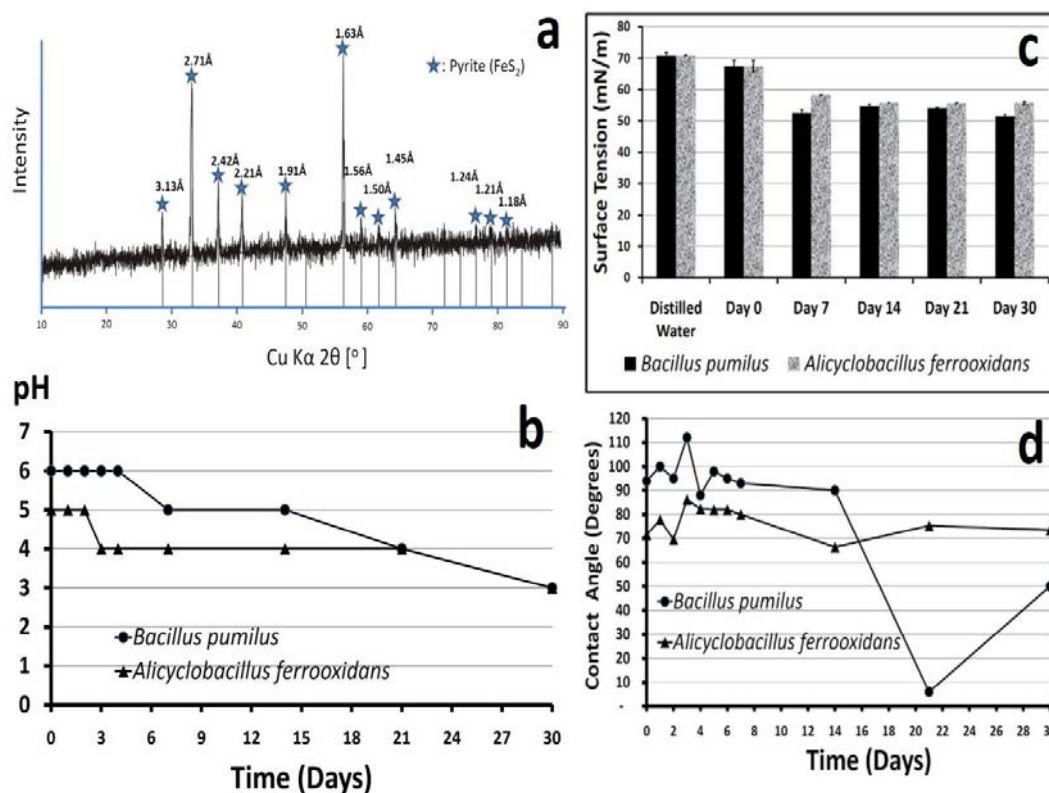 a
1.63Å
★: Pyrite (FeS₂)
2.71Å
2.42Å
2.21Å
1.91Å
3.13Å
1.56Å
1.50Å
1.45Å
1.24Å
1.21Å
1.18Å
Intensity
10 30 40 50 60 70 80 90
Cu Kα 2θ [°]
c
Surface Tension (mN/m)
80
70
60
50
40
30
20
10
0
Distilled Water Day 0 Day 7 Day 14 Day 21 Day 30
Bacillus pumilus Alicyclobacillus ferrooxidans
pH
b
7
6
5
4
3
2
1
0
Bacillus pumilus
Alicyclobacillus ferrooxidans
0 3 6 9 12 15 18 21 24 27 30
Time (Days)
d
Contact Angle (Degrees)
120
110
100
90
80
70
60
50
40
30
20
10
-
Bacillus pumilus
Alicyclobacillus ferrooxidans
0 2 4 6 8 10 12 14 16 18 20 22 24 26 28
Time (Days)